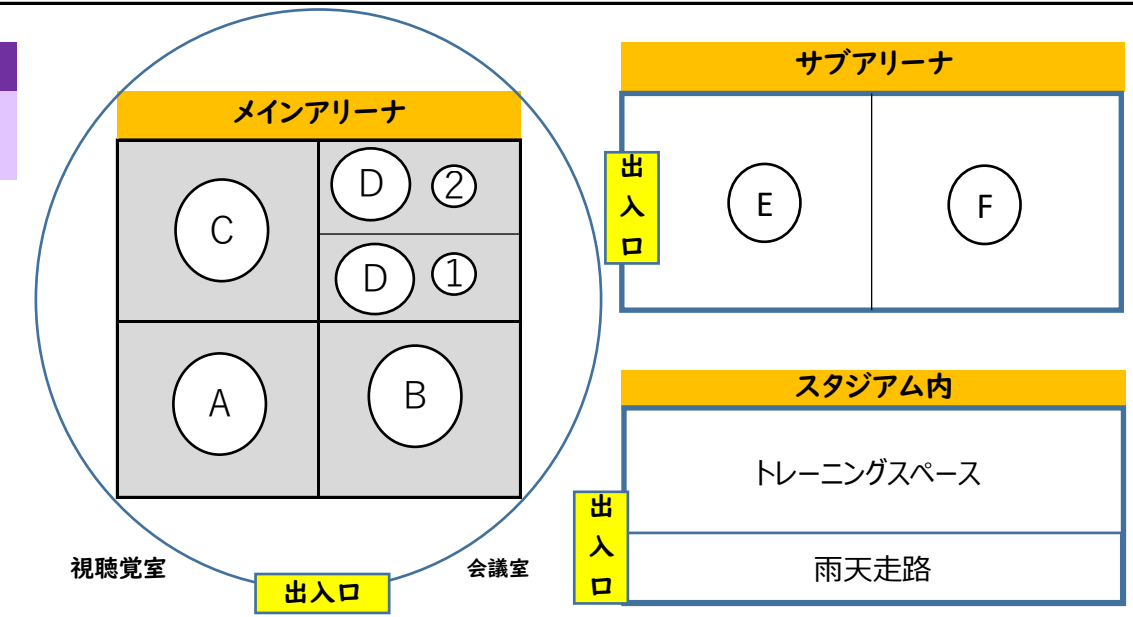 メインアリーナ
C
D ②
D ①
A
B
視聴覚室
出入口
会議室
サブアリーナ
出入口
E
F
スタジアム内
出入口
トレーニングスペース
雨天走路